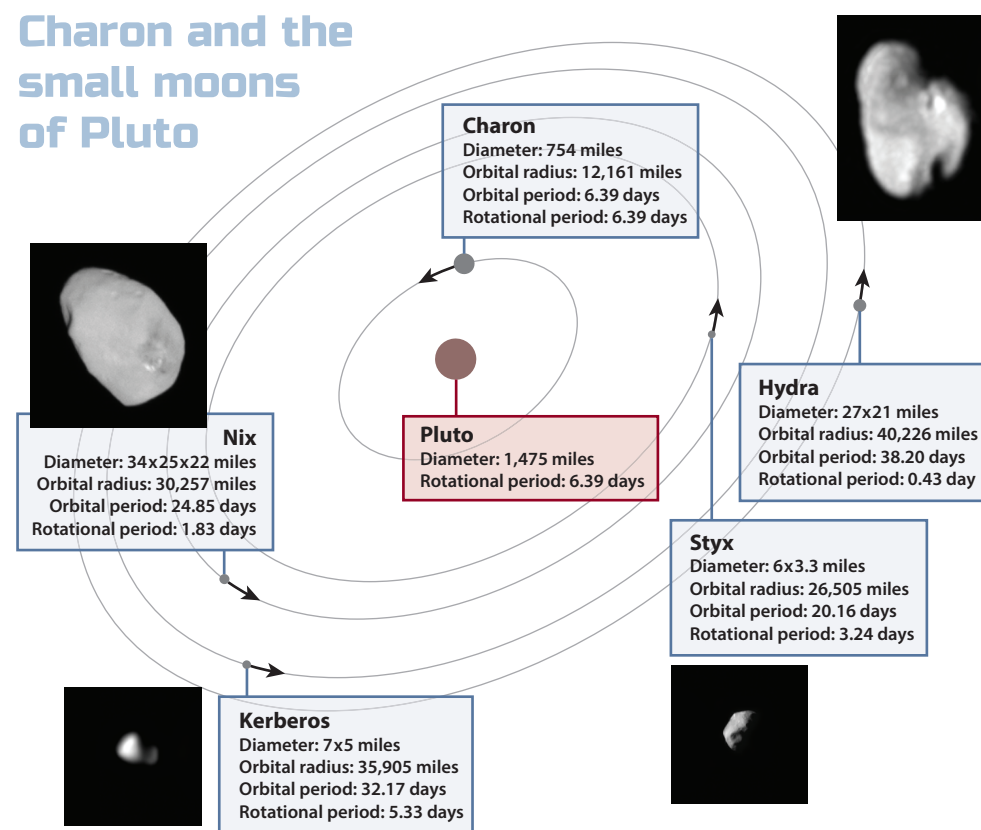 Charon and the
small moons
of Pluto
Charon
Diameter: 754 miles
Orbital radius: 12,161 miles
Orbital period: 6.39 days
Rotational period: 6.39 days
Nix
Diameter: 34x25x22 miles
Orbital radius: 30,257 miles
Orbital period: 24.85 days
Rotational period: 1.83 days
Pluto
Diameter: 1,475 miles
Rotational period: 6.39 days
Hydra
Diameter: 27x21 miles
Orbital radius: 40,226 miles
Orbital period: 38.20 days
Rotational period: 0.43 day
Styx
Diameter: 6x3.3 miles
Orbital radius: 26,505 miles
Orbital period: 20.16 days
Rotational period: 3.24 days
Kerberos
Diameter: 7x5 miles
Orbital radius: 35,905 miles
Orbital period: 32.17 days
Rotational period: 5.33 days